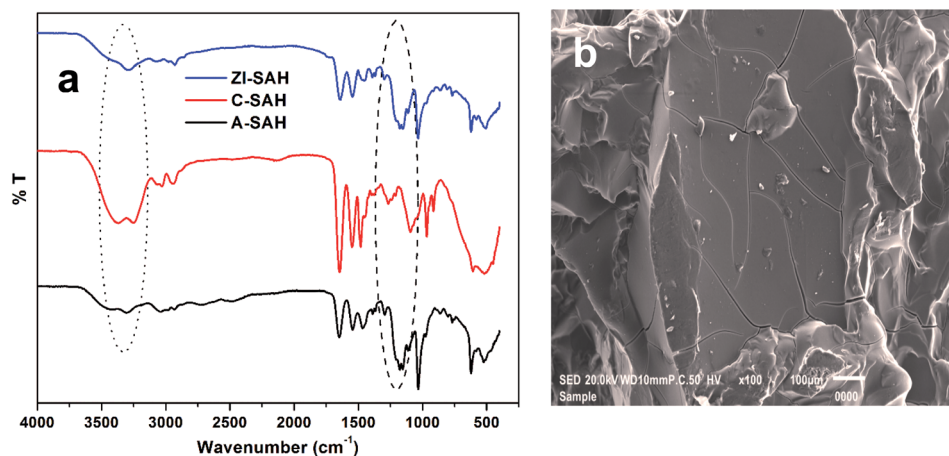 a
ZI-SAH
C-SAH
A-SAH
% T
4000 3500 3000 2500 2000 1500 1000 500
Wavenumber (cm⁻¹)
b
SED 20.0kV WD10mmP.C.50 HV x100 100µm
Sample 0000